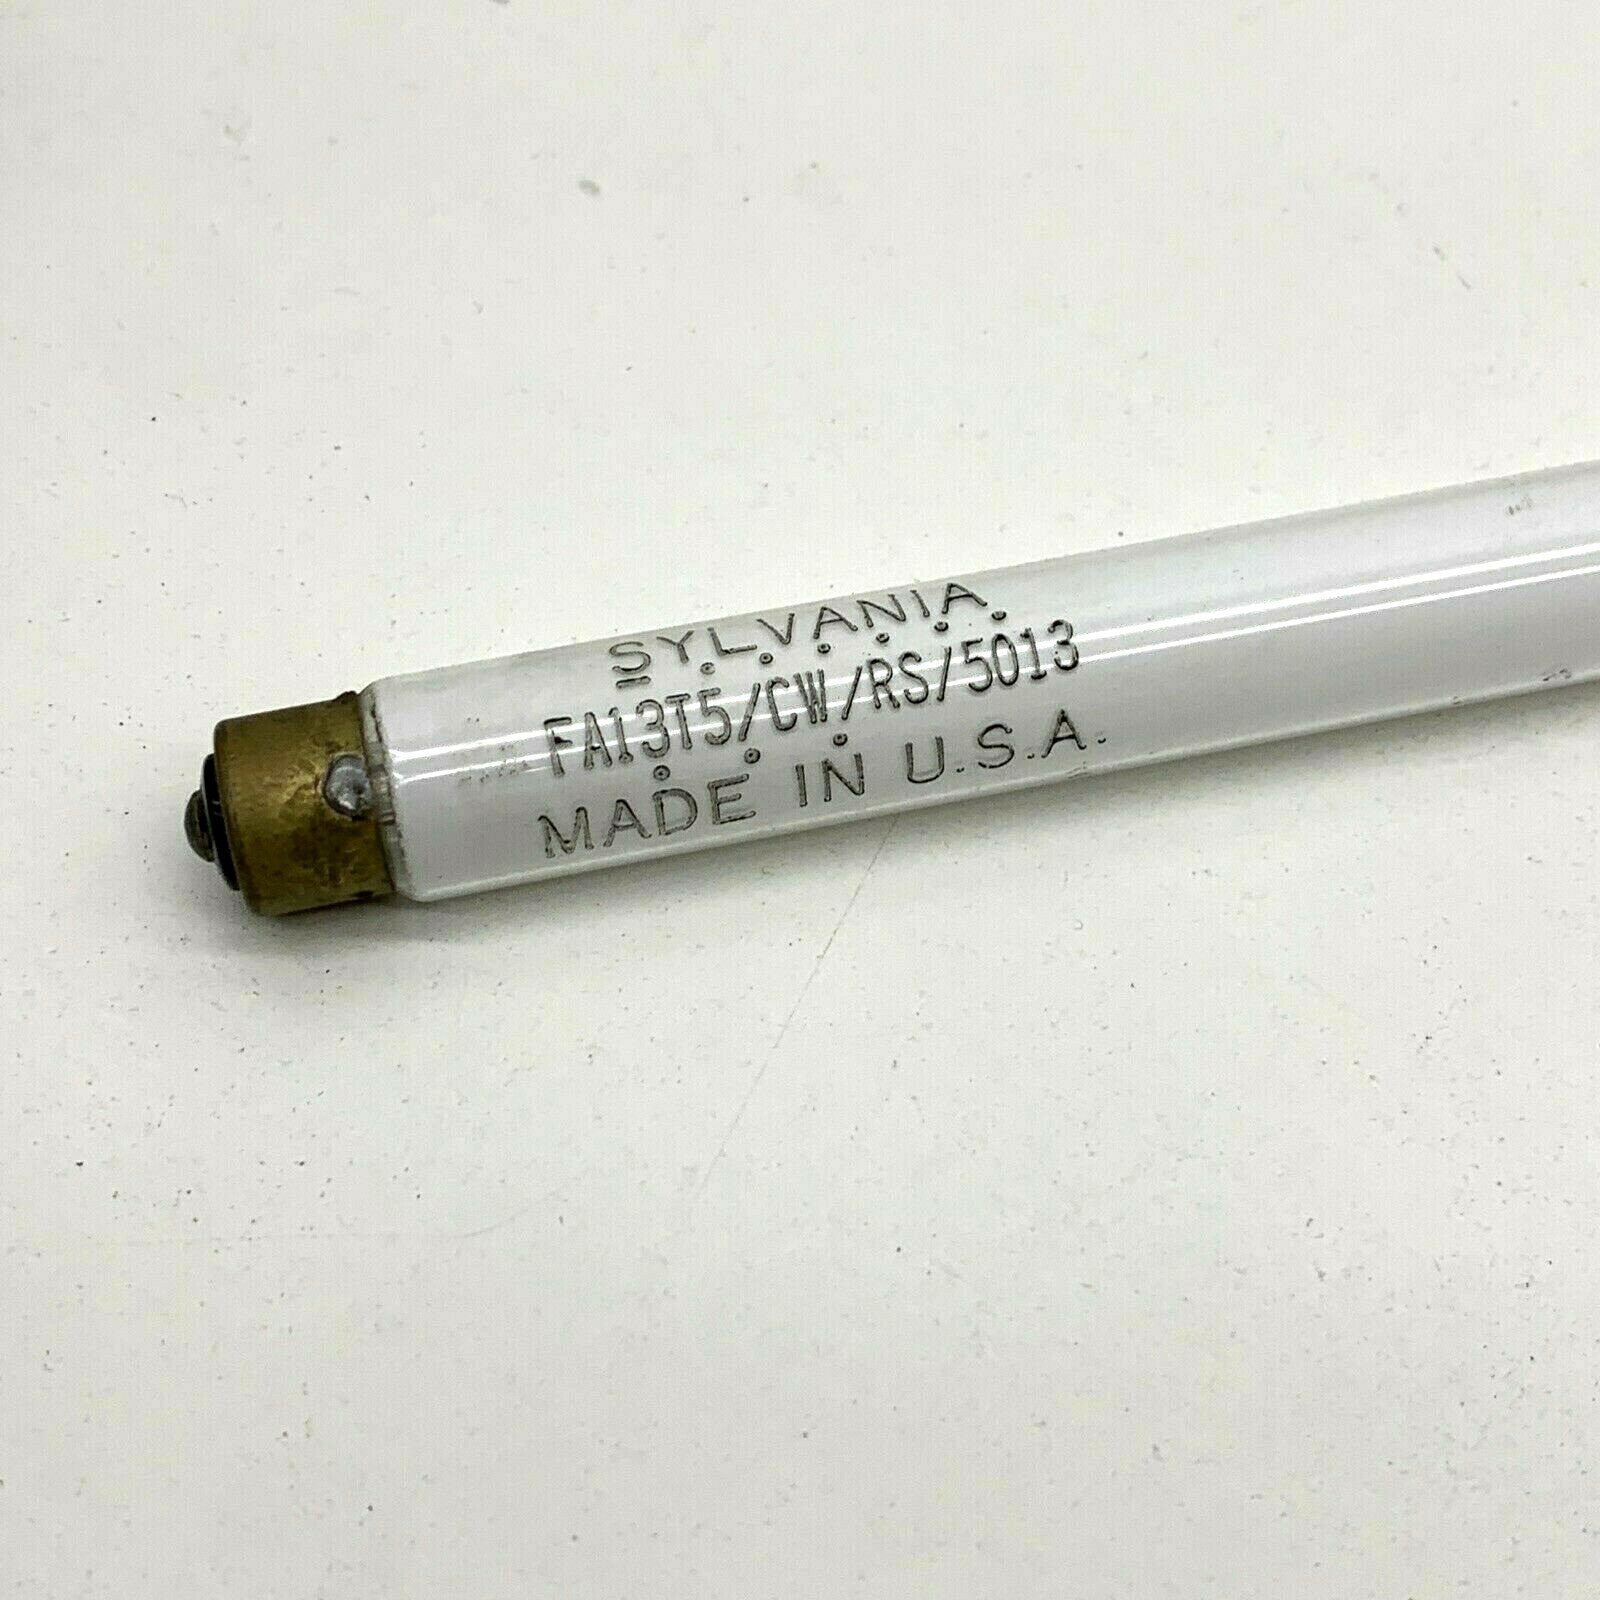 SYLVANIA
FA13T5/CW/RS/5013
MADE IN U.S.A.